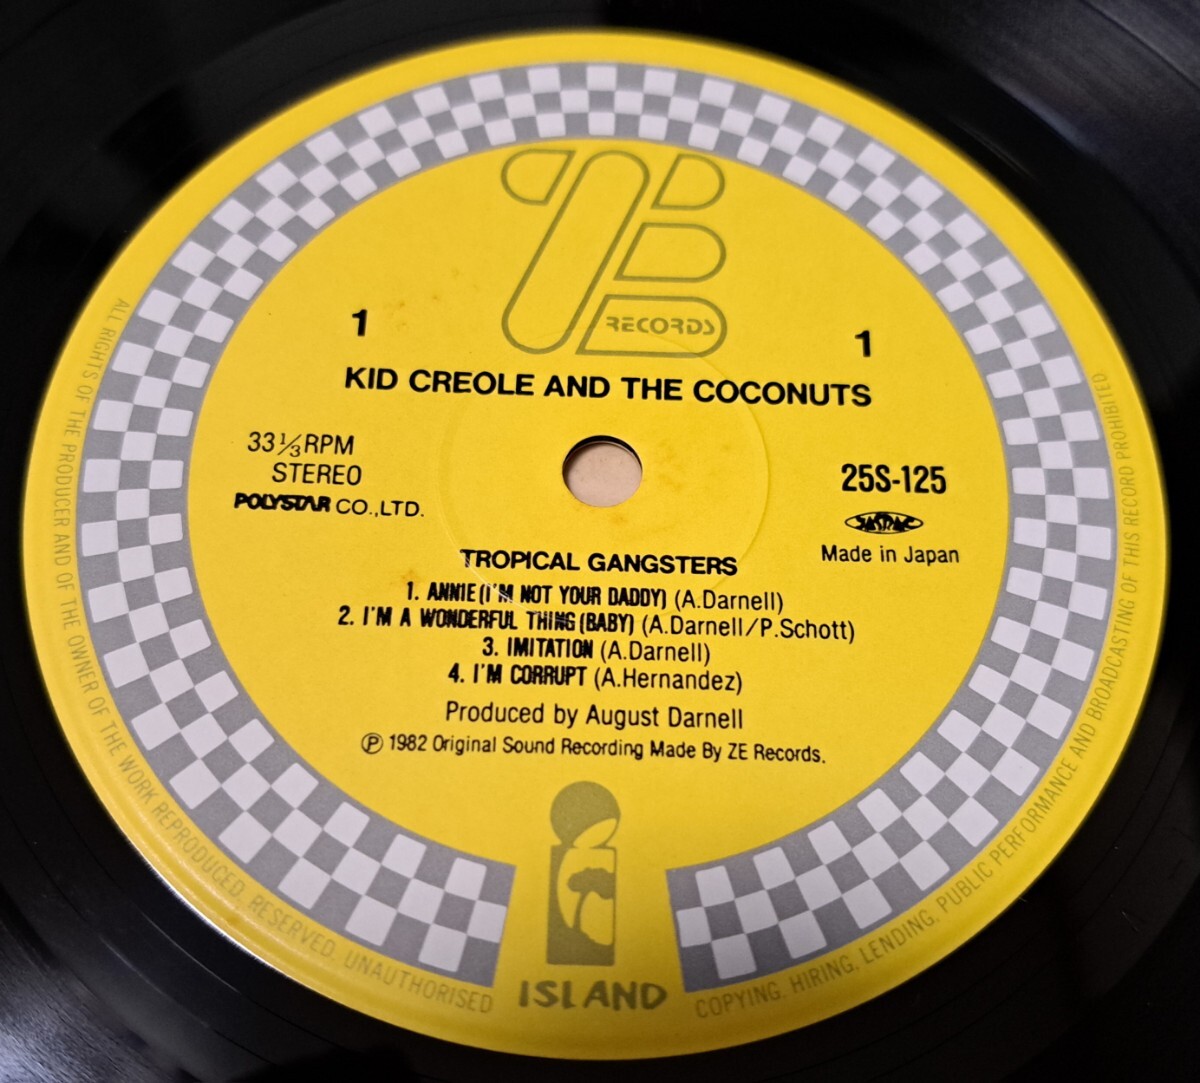 ZE
RECORDS
1
1
KID CREOLE AND THE COCONUTS
33⅓RPM
STEREO
POLYSTAR CO.,LTD.
25S-125
JASRAC
Made in Japan
TROPICAL GANGSTERS
1. ANNIE (I'M NOT YOUR DADDY) (A.Darnell)
2. I'M A WONDERFUL THING (BABY) (A.Darnell/P.Schott)
3. IMITATION (A.Darnell)
4. I'M CORRUPT (A.Hernandez)
Produced by August Darnell
℗ 1982 Original Sound Recording Made By ZE Records.
ISLAND
ALL RIGHTS OF THE PRODUCER AND OF THE OWNER OF THE WORK REPRODUCED, RESERVED. UNAUTHORISED COPYING, HIRING, LENDING, PUBLIC PERFORMANCE AND BROADCASTING OF THIS RECORD PROHIBITED